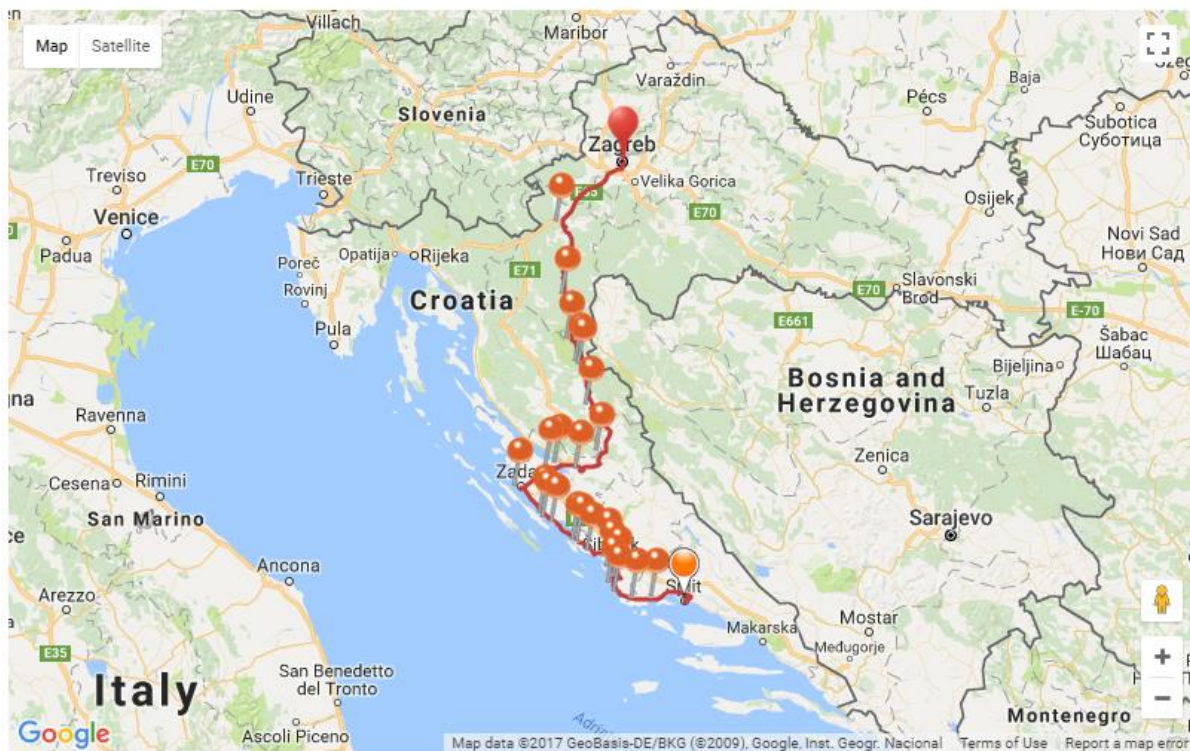 Map Satellite
Villach
Maribor
Varaždin
Udine
Slovenia
Pécs
Baja
Subotica
Суботица
Zagreb
E70
Treviso
Trieste
Velika Gorica
Venice
Padua
Opatija
Rijeka
E70
Osijek
Novi Sad
Нови Сад
Poreč
Rovinj
E71
Croatia
Slavonski
Brod
E70
E-70
Pula
E661
Šabac
Шабац
Bijeljina
Bosnia and
Herzegovina
Tuzla
Ravenna
Cesena
Rimini
San Marino
Zenica
Sarajevo
Ancona
Arezzo
Split
Mostar
Makarska
Međugorje
E35
San Benedetto
del Tronto
Italy
Ascoli Piceno
Montenegro
Google
Map data ©2017 GeoBasis-DE/BKG (©2009), Google, Inst. Geogr. Nacional Terms of Use Report a map error